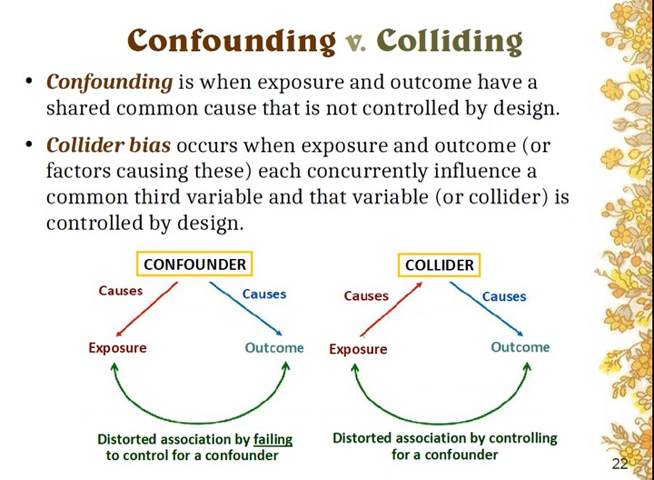 Confounding v. Colliding
• Confounding is when exposure and outcome have a
shared common cause that is not controlled by design.
• Collider bias occurs when exposure and outcome (or
factors causing these) each concurrently influence a
common third variable and that variable (or collider) is
controlled by design.
CONFOUNDER
Causes
Causes
Exposure
Outcome
Distorted association by failing
to control for a confounder
COLLIDER
Causes
Causes
Exposure
Outcome
Distorted association by controlling
for a confounder
22